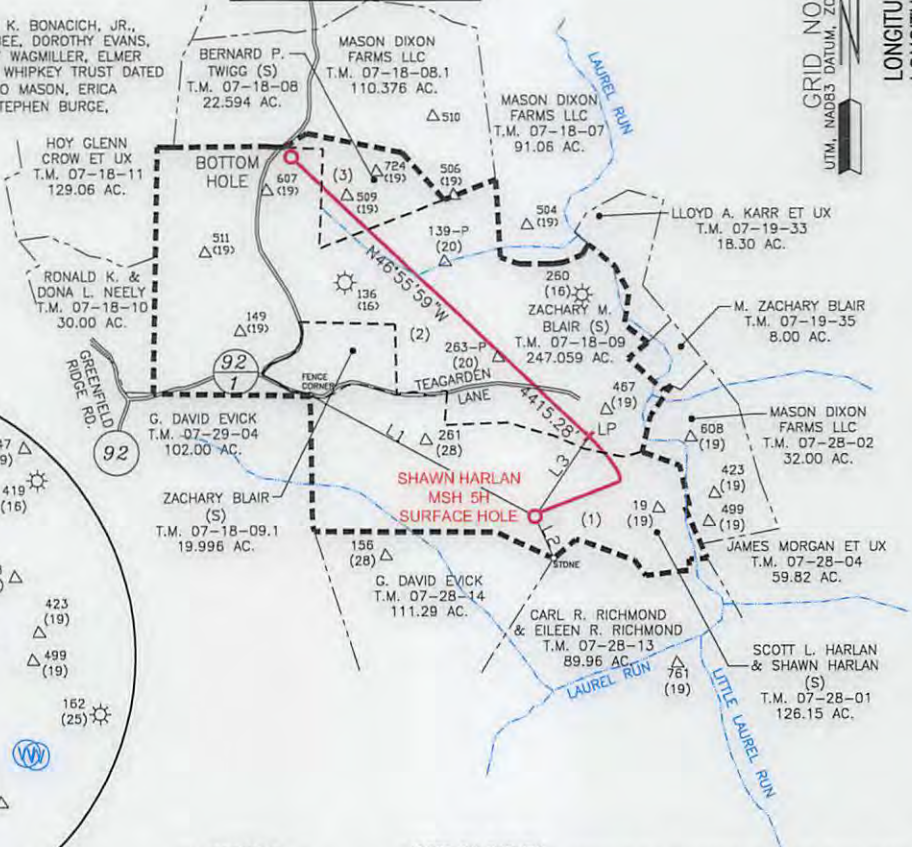 K. BONACICH, JR.,
BEE, DOROTHY EVANS,
WAGMILLER, ELMER
WHIPKEY TRUST DATED
O MASON, ERICA
STEPHEN BURGE,
BERNARD P.
TWIGG (S)
T.M. 07-18-08
22.594 AC.
MASON DIXON
FARMS LLC
T.M. 07-18-08.1
110.376 AC.
510
MASON DIXON
FARMS LLC
T.M. 07-18-07
91.06 AC.
LAUREL RUN
GRID NO
UTM, NAD83 DATUM, ZO
LONGITU
HOY GLENN
CROW ET UX
T.M. 07-18-11
129.06 AC.
BOTTOM
HOLE
607
(19)
(3)
724
(19)
509
(19)
506
(19)
504
(19)
511
(19)
139-P
(20)
LLOYD A. KARR ET UX
T.M. 07-19-33
18.30 AC.
RONALD K. &
DONA L. NEELY
T.M. 07-18-10
30.00 AC.
N46°55'59"W
136
(16)
260
(16)
ZACHARY M.
BLAIR (S)
T.M. 07-18-09
247.059 AC.
M. ZACHARY BLAIR
T.M. 07-19-35
8.00 AC.
149
(19)
(2)
263-P
(20)
GREENFIELD
RIDGE RD.
92
1
FENCE
CORNER
TEAGARDEN
LANE
4415.28'
467
(19)
92
G. DAVID EVICK
T.M. 07-29-04
102.00 AC.
L1
261
(28)
LP
L3
608
(19)
MASON DIXON
FARMS LLC
T.M. 07-28-02
32.00 AC.
47
9)
419
(16)
ZACHARY BLAIR
(S)
T.M. 07-18-09.1
19.996 AC.
SHAWN HARLAN
MSH 5H
SURFACE HOLE
(1)
19
(19)
423
(19)
499
(19)
L2
STONE
156
(28)
G. DAVID EVICK
T.M. 07-28-14
111.29 AC.
JAMES MORGAN ET UX
T.M. 07-28-04
59.82 AC.
423
(19)
499
(19)
CARL R. RICHMOND
& EILEEN R. RICHMOND
T.M. 07-28-13
89.96 AC.
761
(19)
SCOTT L. HARLAN
& SHAWN HARLAN
(S)
T.M. 07-28-01
126.15 AC.
162
(25)
LAUREL RUN
LITTLE LAUREL RUN
W